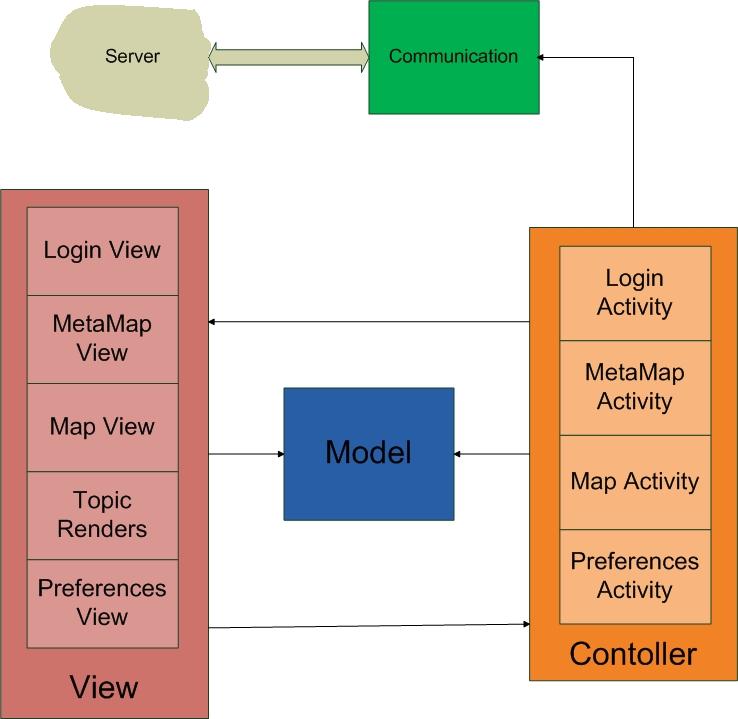 Server
Communication
Login View
MetaMap
View
Map View
Topic
Renders
Preferences
View
View
Model
Login
Activity
MetaMap
Activity
Map Activity
Preferences
Activity
Contoller